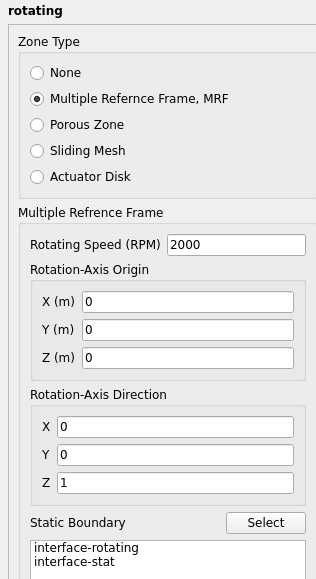 rotating
Zone Type
None
Multiple Refernce Frame, MRF
Porous Zone
Sliding Mesh
Actuator Disk
Multiple Refrence Frame
Rotating Speed (RPM) 2000
Rotation-Axis Origin
X (m) 0
Y (m) 0
Z (m) 0
Rotation-Axis Direction
X 0
Y 0
Z 1
Static Boundary Select
interface-rotating
interface-stat